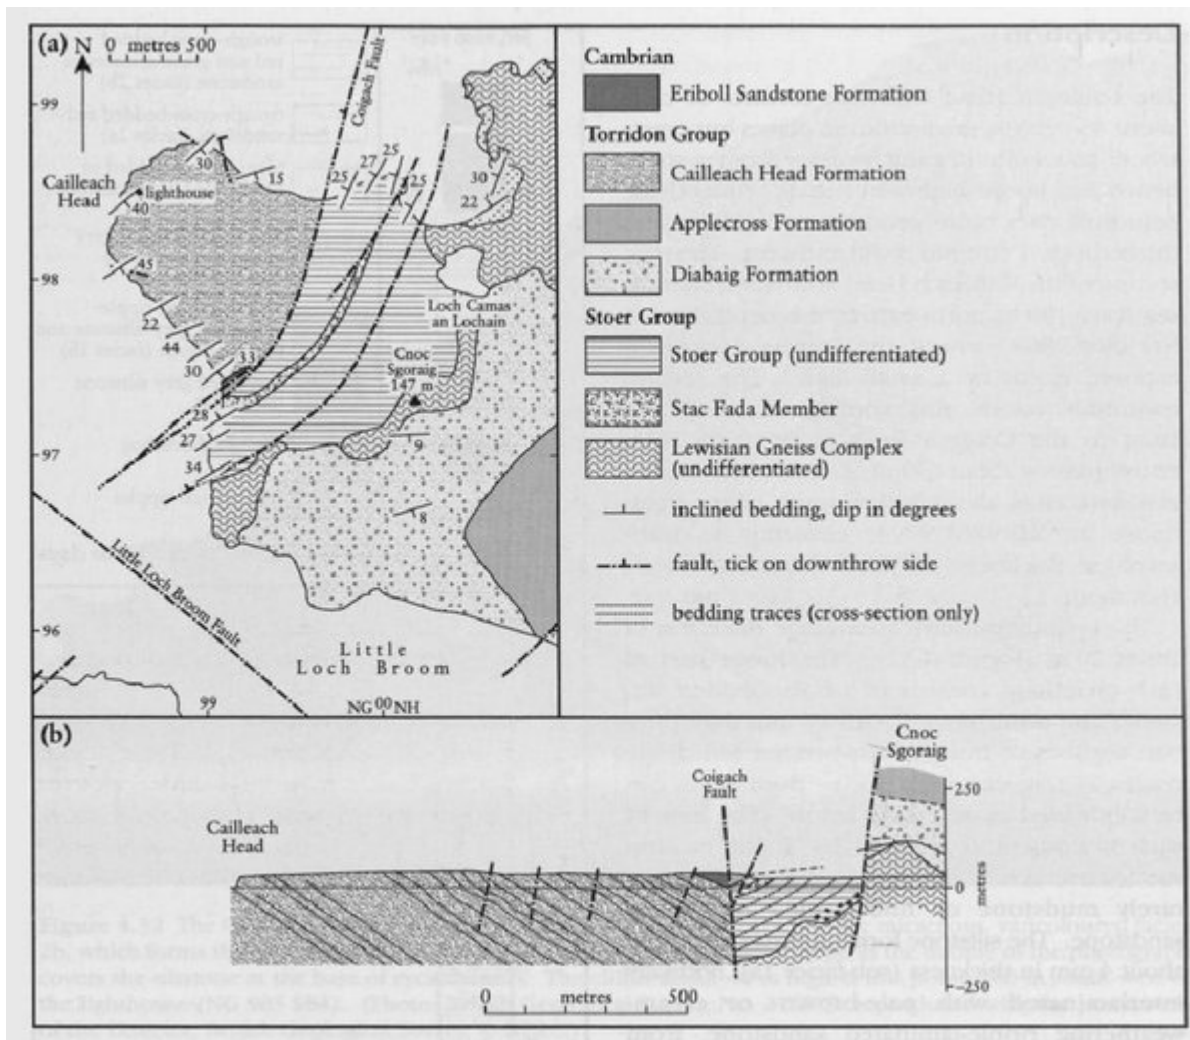 (a) N 0 metres 500
Coigach Fault
99
30
15
Cailleach
Head
lighthouse
40
25
27
25
25
30
22
45
98
22
44
33
30
28
27
34
Loch Camas
an Lochain
Cnoc
Sgoraig
147 m
9
97
8
Little Loch Broom Fault
96
Little
Loch Broom
99
NG 00 NH
Cambrian
Eriboll Sandstone Formation
Torridon Group
Cailleach Head Formation
Applecross Formation
Diabaig Formation
Stoer Group
Stoer Group (undifferentiated)
Stac Fada Member
Lewisian Gneiss Complex
(undifferentiated)
inclined bedding, dip in degrees
fault, tick on downthrow side
bedding traces (cross-section only)
(b)
Cailleach
Head
Coigach
Fault
Cnoc
Sgoraig
250
0
metres
-250
0 metres 500